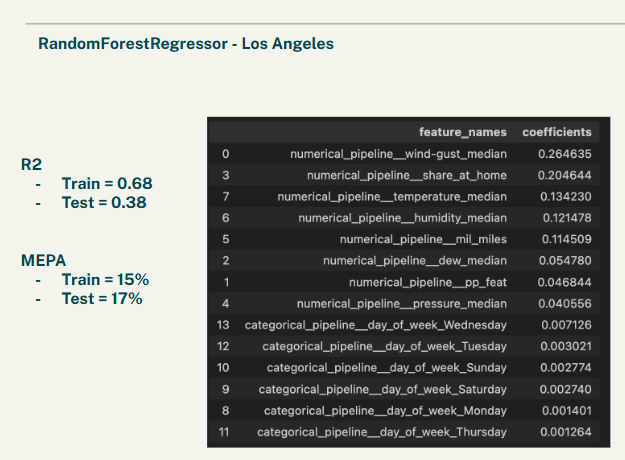 RandomForestRegressor - Los Angeles
R2
- Train = 0.68
- Test = 0.38
MEPA
- Train = 15%
- Test = 17%
feature_names coefficients
0 numerical_pipeline__wind-gust_median 0.264635
3 numerical_pipeline__share_at_home 0.204644
7 numerical_pipeline__temperature_median 0.134230
6 numerical_pipeline__humidity_median 0.121478
5 numerical_pipeline__mil_miles 0.114509
2 numerical_pipeline__dew_median 0.054780
1 numerical_pipeline__pp_feat 0.046844
4 numerical_pipeline__pressure_median 0.040556
13 categorical_pipeline__day_of_week_Wednesday 0.007126
12 categorical_pipeline__day_of_week_Tuesday 0.003021
10 categorical_pipeline__day_of_week_Sunday 0.002774
9 categorical_pipeline__day_of_week_Saturday 0.002740
8 categorical_pipeline__day_of_week_Monday 0.001401
11 categorical_pipeline__day_of_week_Thursday 0.001264